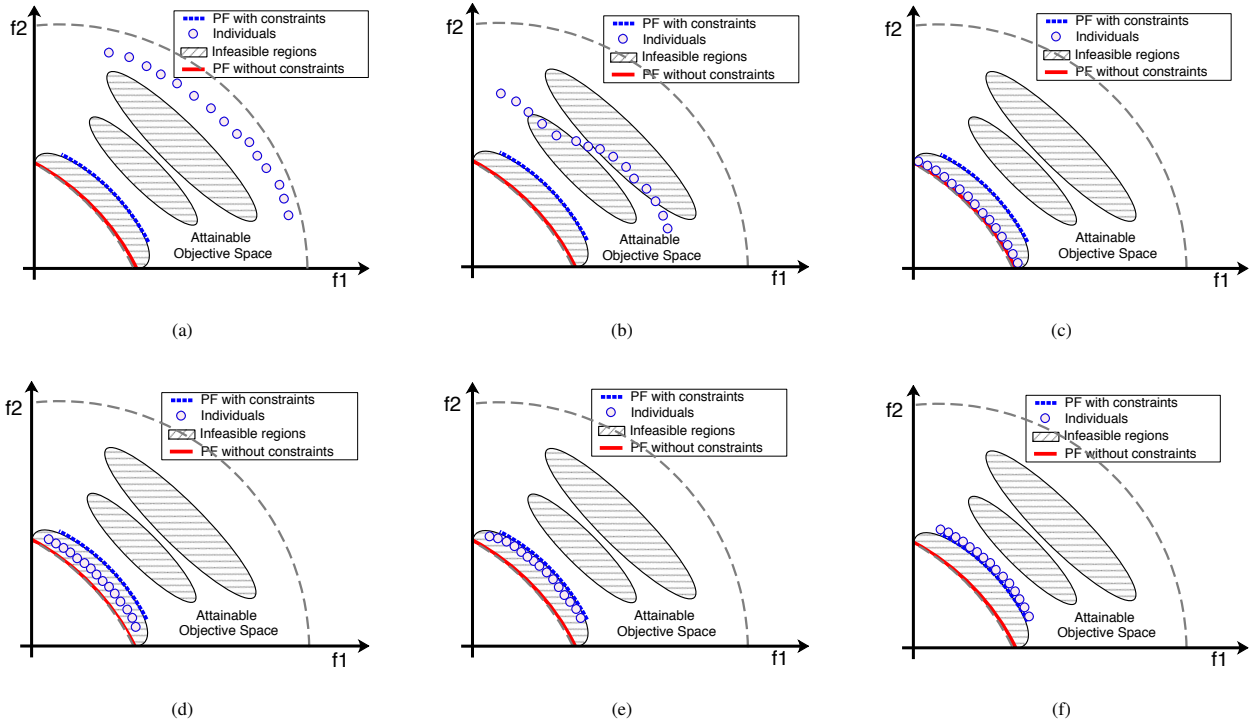 f2
PF with constraints
Individuals
Infeasible regions
PF without constraints
Attainable
Objective Space
f1
(a)
f2
PF with constraints
Individuals
Infeasible regions
PF without constraints
Attainable
Objective Space
f1
(b)
f2
PF with constraints
Individuals
Infeasible regions
PF without constraints
Attainable
Objective Space
f1
(c)
f2
PF with constraints
Individuals
Infeasible regions
PF without constraints
Attainable
Objective Space
f1
(d)
f2
PF with constraints
Individuals
Infeasible regions
PF without constraints
Attainable
Objective Space
f1
(e)
f2
PF with constraints
Individuals
Infeasible regions
PF without constraints
Attainable
Objective Space
f1
(f)